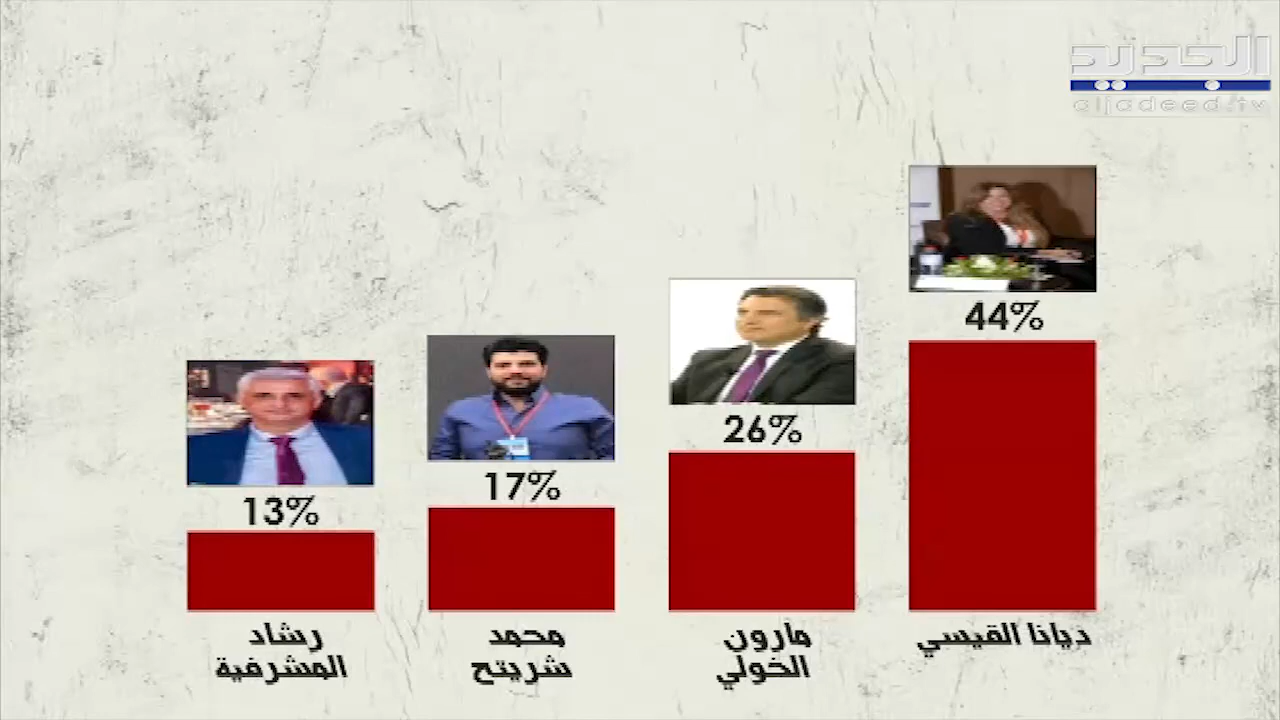 الجديد
aljadeed.tv
44%
26%
17%
13%
ديانا القيسي
مارون
الخولي
محمد
شريتح
رشاد
المشرفية